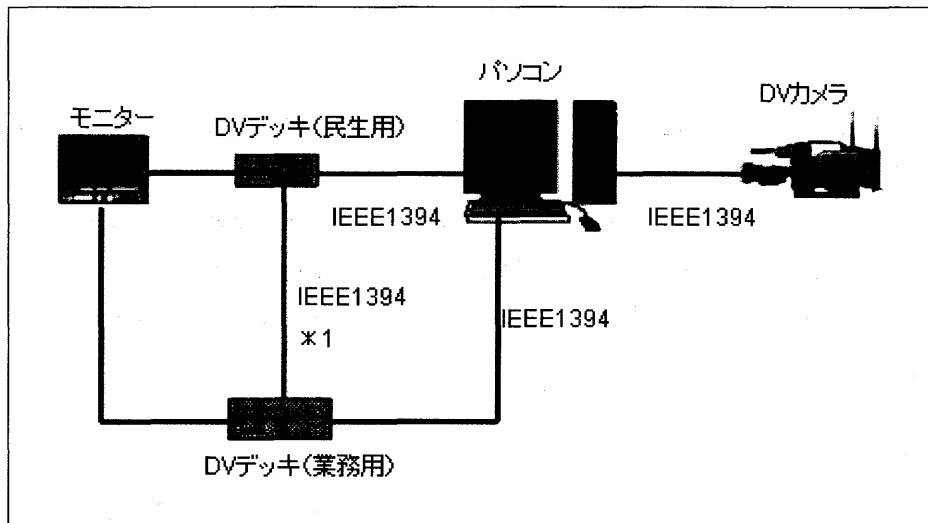 パソコン
DVカメラ
モニター
DVデッキ(民生用)
IEEE1394
IEEE1394
IEEE1394
*1
IEEE1394
DVデッキ(業務用)